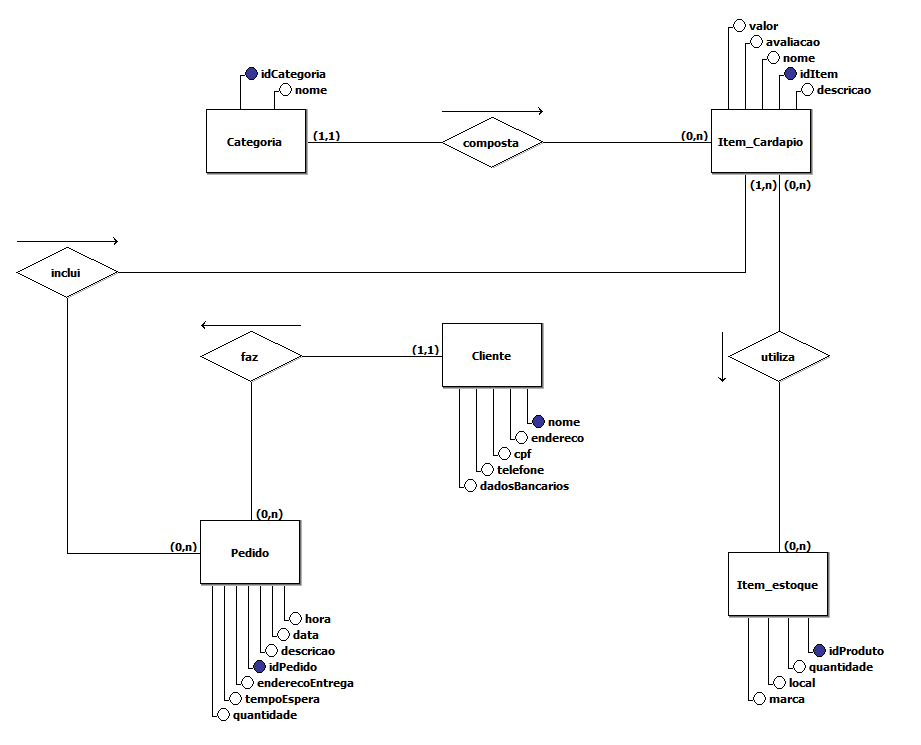 valor
avaliacao
nome
idItem
descricao
idCategoria
nome
Categoria
(1,1)
composta
(0,n)
Item_Cardapio
(1,n)
(0,n)
inclui
faz
(1,1)
Cliente
utiliza
nome
endereco
cpf
telefone
dadosBancarios
(0,n)
(0,n)
Pedido
(0,n)
Item_estoque
hora
data
descricao
idPedido
enderecoEntrega
tempoEspera
quantidade
idProduto
quantidade
local
marca